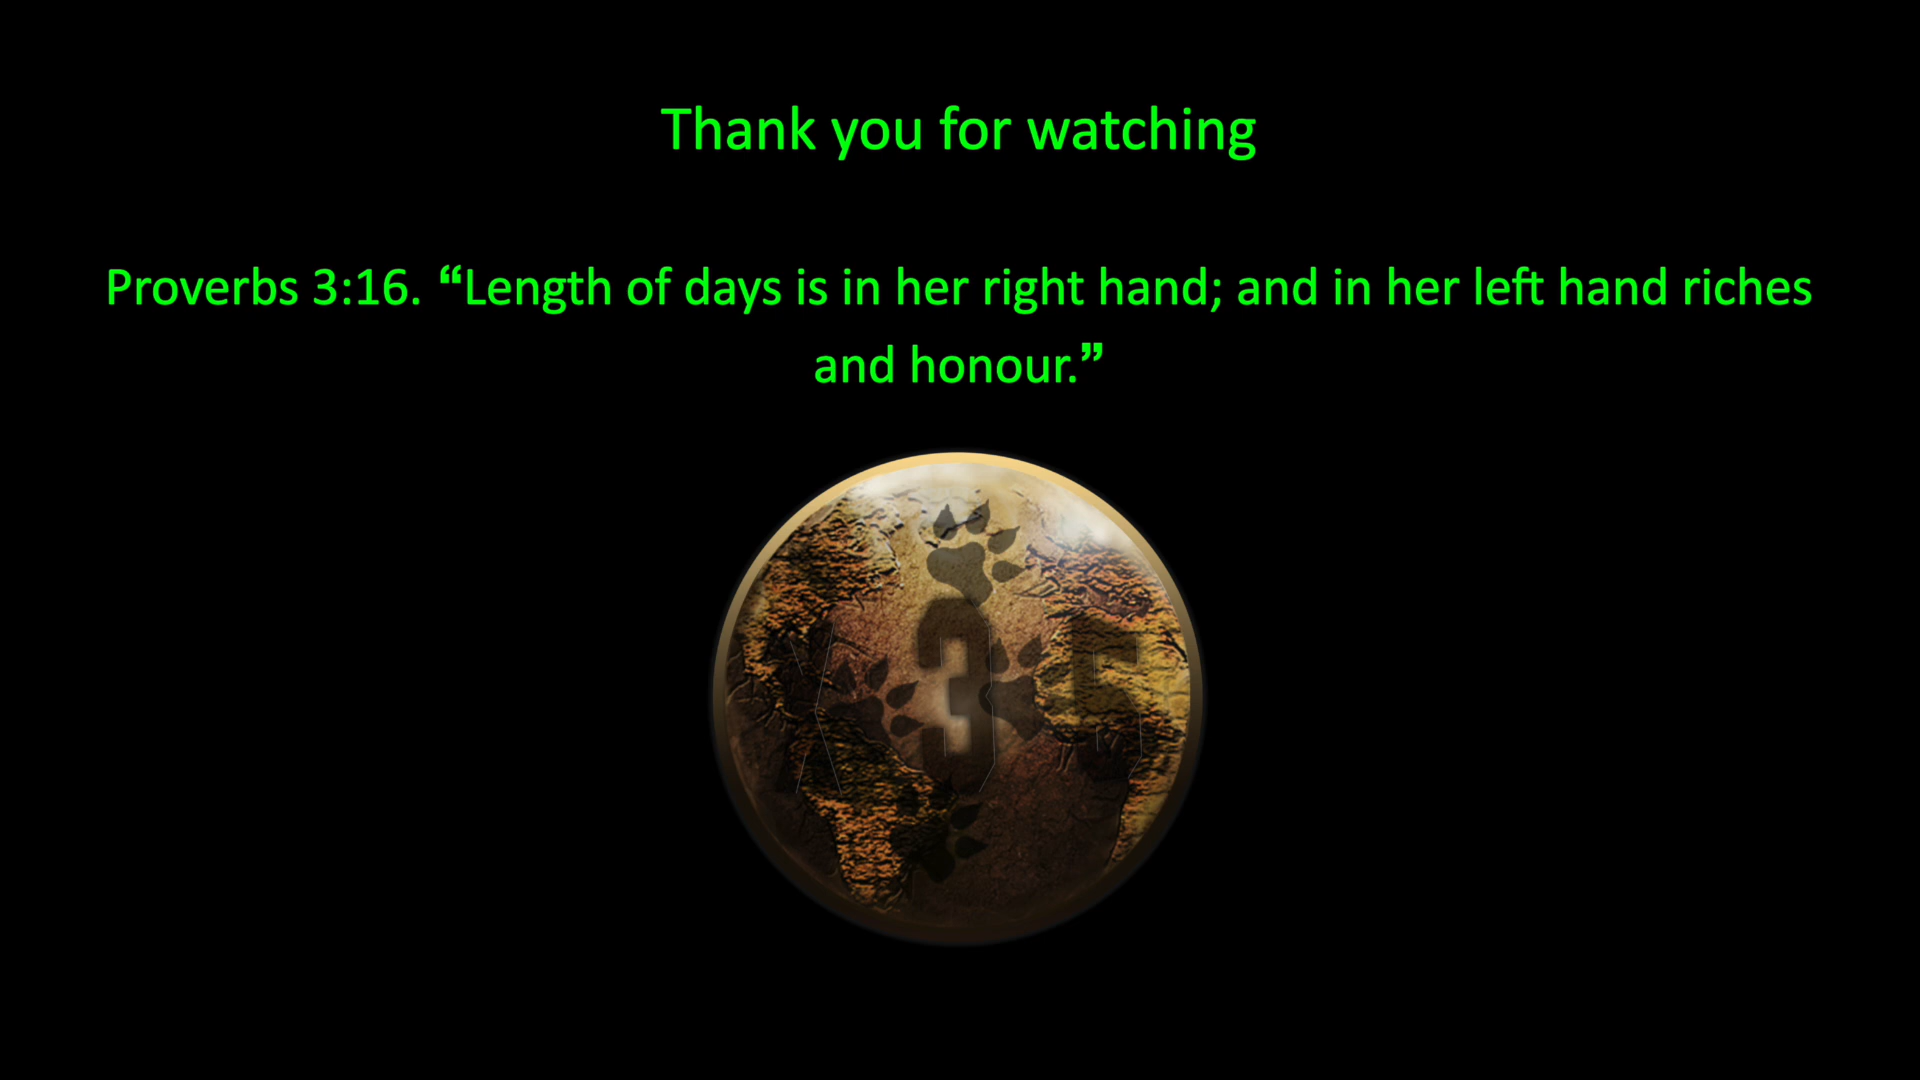 Thank you for watching
Proverbs 3:16. “Length of days is in her right hand; and in her left hand riches
and honour.”